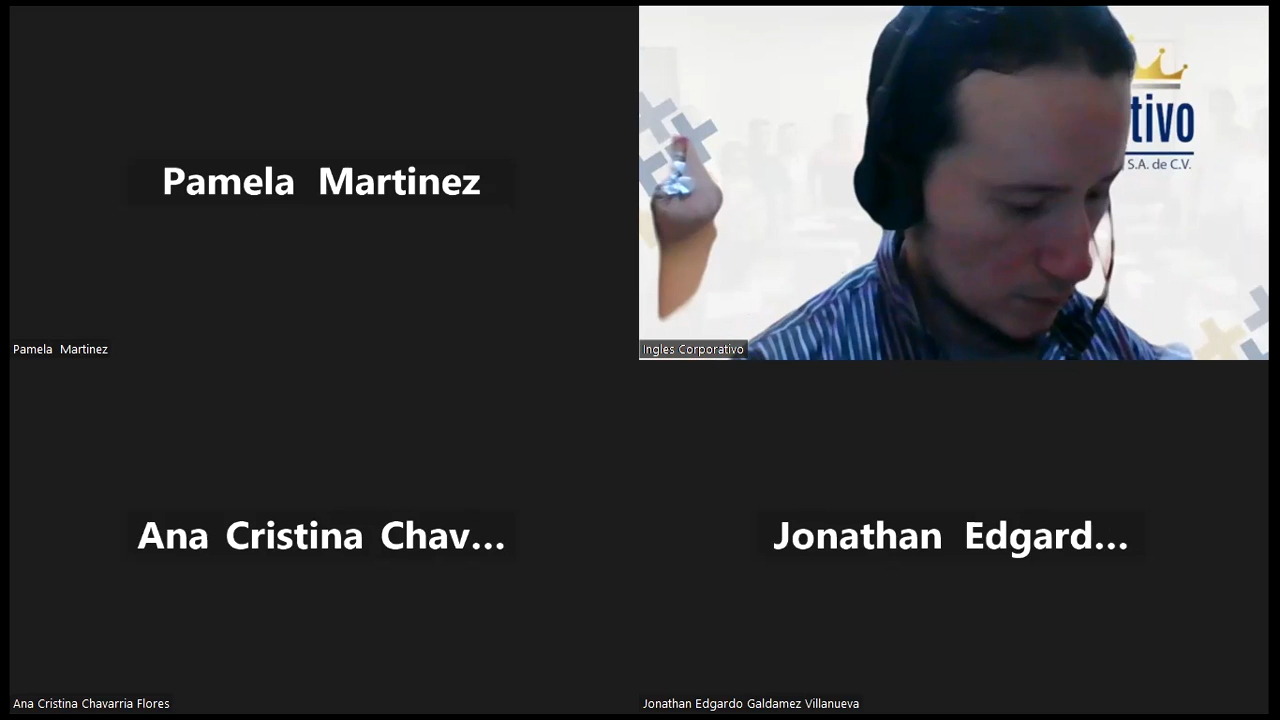 Pamela Martinez
Pamela Martinez
tivo
S.A. de C.V.
Ingles Corporativo
Ana Cristina Chav...
Jonathan Edgard...
Ana Cristina Chavarria Flores
Jonathan Edgardo Galdamez Villanueva